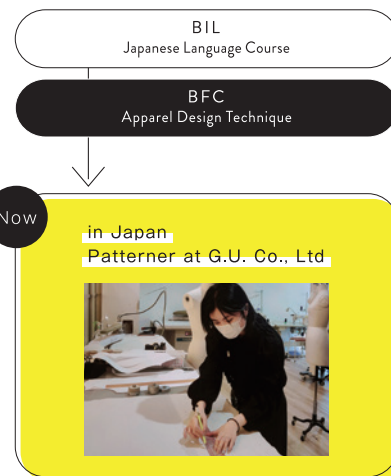 BIL
Japanese Language Course
BFC
Apparel Design Technique
Now
in Japan
Patterner at G.U. Co., Ltd